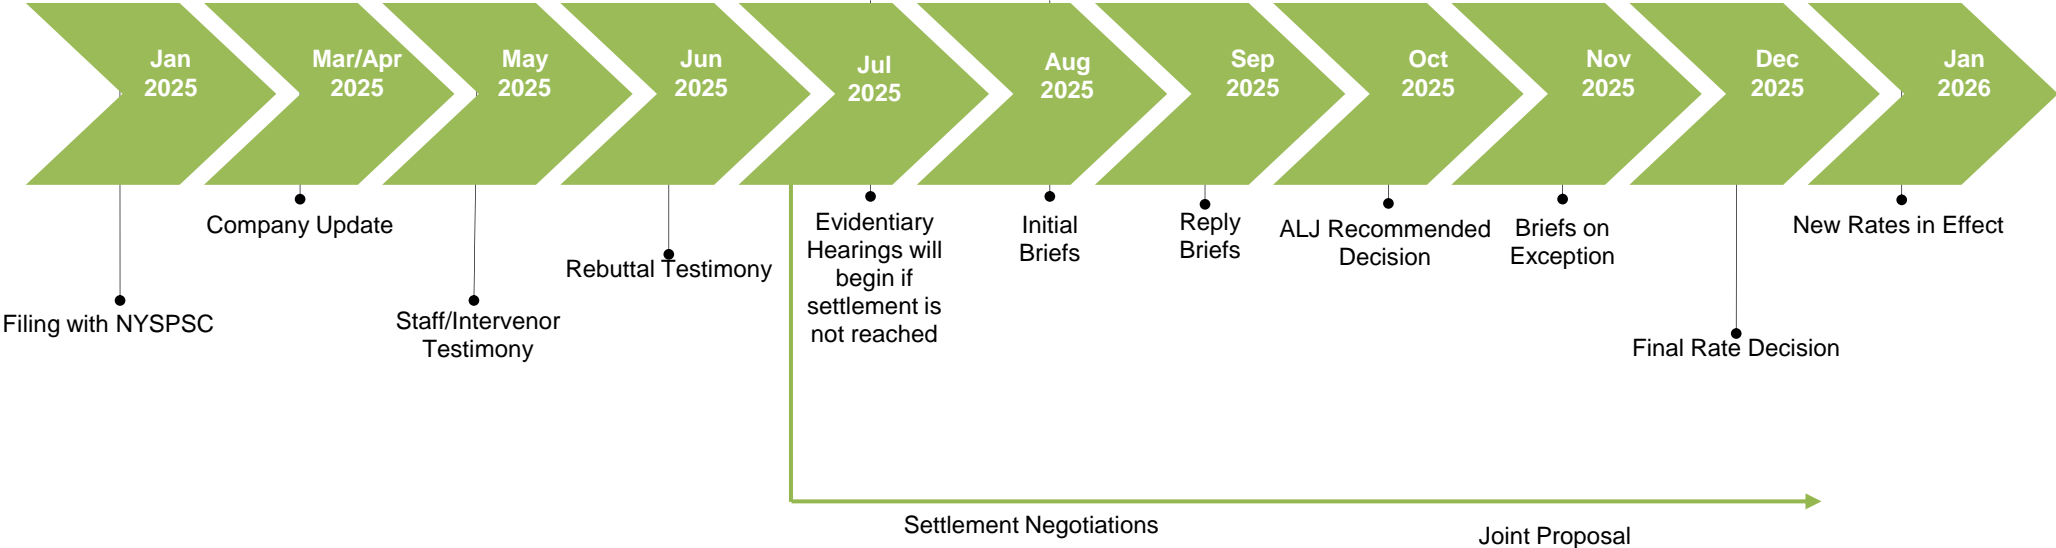 Jan
2025
Mar/Apr
2025
May
2025
Jun
2025
Jul
2025
Aug
2025
Sep
2025
Oct
2025
Nov
2025
Dec
2025
Jan
2026
Filing with NYSPSC
Company Update
Staff/Intervenor
Testimony
Rebuttal Testimony
Evidentiary
Hearings will
begin if
settlement is
not reached
Initial
Briefs
Reply
Briefs
ALJ Recommended
Decision
Briefs on
Exception
Final Rate Decision
New Rates in Effect
Settlement Negotiations
Joint Proposal